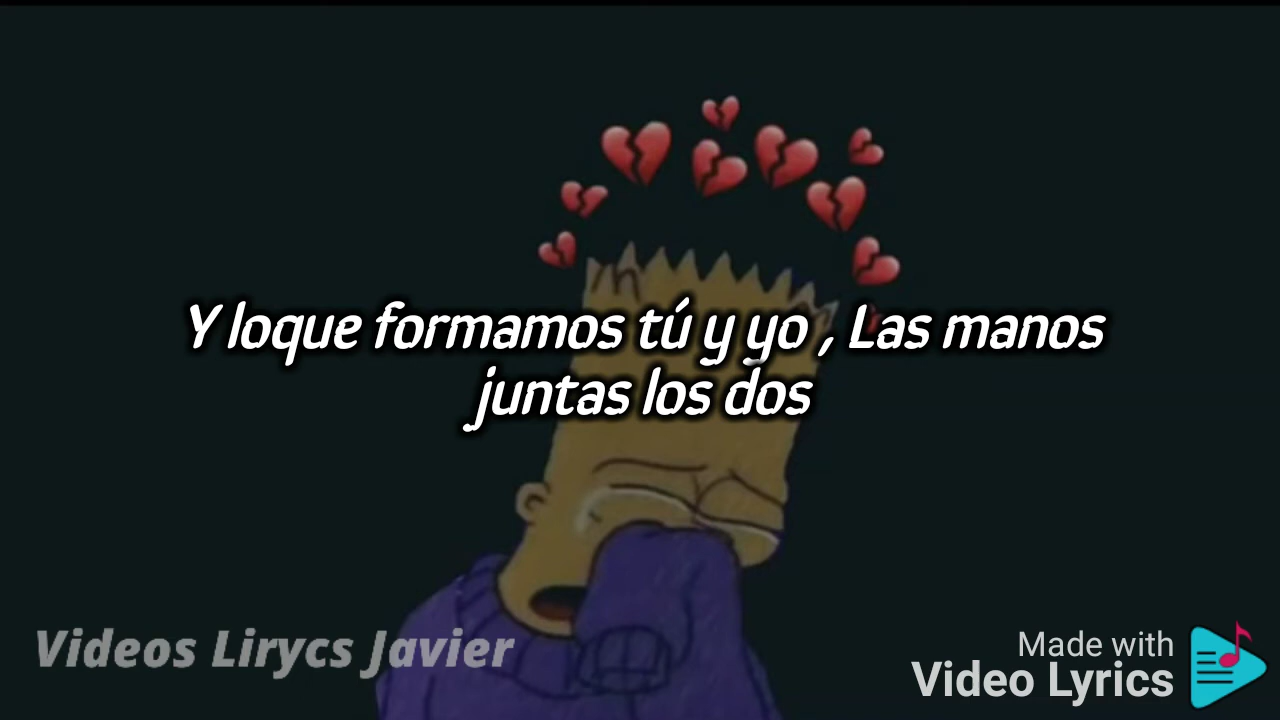 Y loque formamos tú y yo , Las manos
juntas los dos
Videos Lirycs Javier
Made with
Video Lyrics